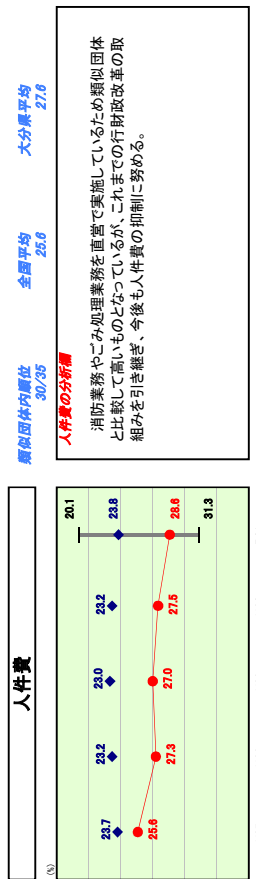 人件費
類似団体内順位
30/35
全国平均
25.6
大分県平均
27.6
(%)
23.7
23.2
23.0
23.2
23.8
25.6
27.3
27.0
27.5
28.6
20.1
31.3
人件費の分析欄
消防業務やごみ処理業務を直営で実施しているため類似団体
と比較して高いものとなっているが、これまでの行財政改革の取
組みを引き継ぎ、今後も人件費の抑制に努める。